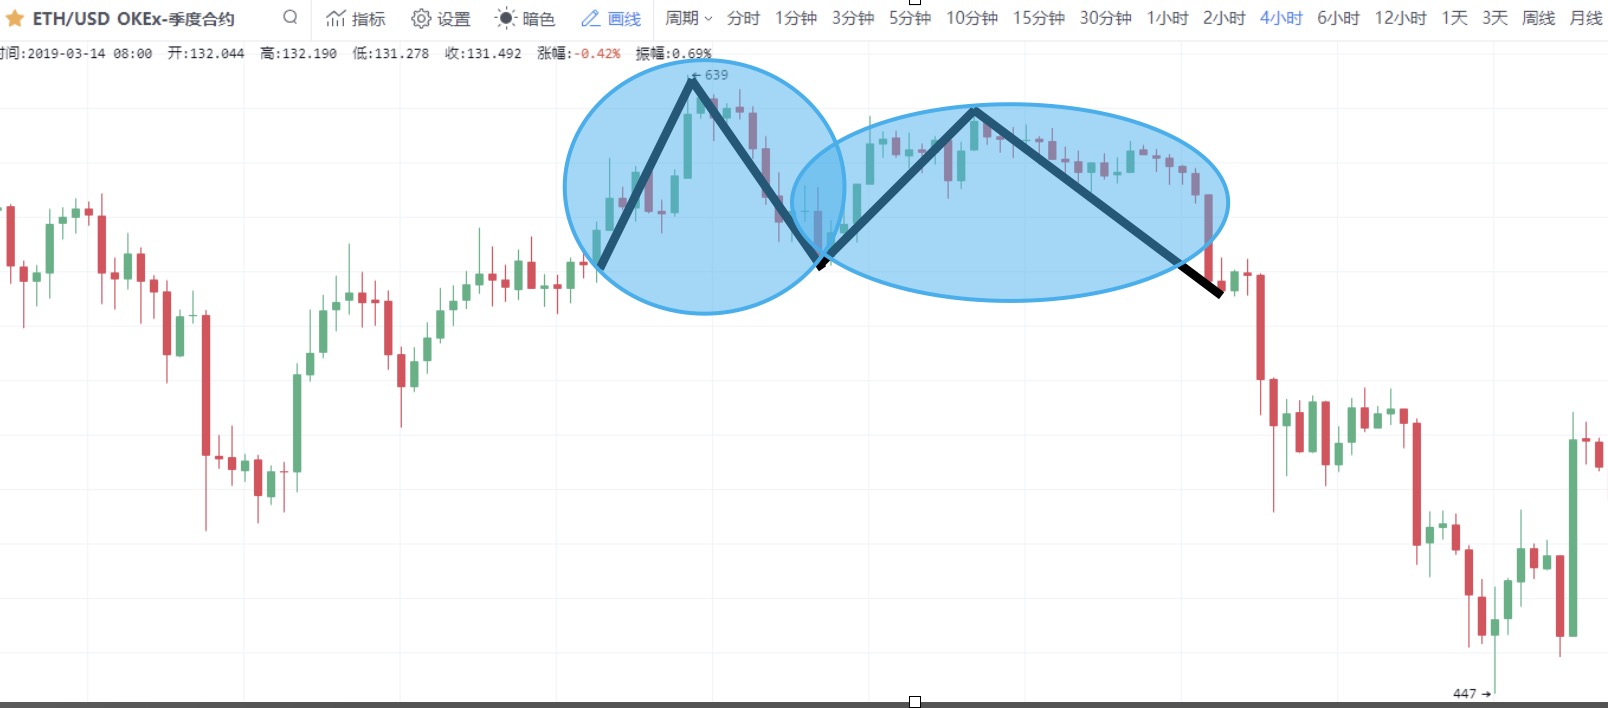 ETH/USD OKEx-季度合约 指标 设置 暗色 画线 周期 分时 1分钟 3分钟 5分钟 10分钟 15分钟 30分钟 1小时 2小时 4小时 6小时 12小时 1天 3天 周线 月线
时间:2019-03-14 08:00 开:132.044 高:132.190 低:131.278 收:131.492 涨幅:-0.42% 振幅:0.69%
←639
447→